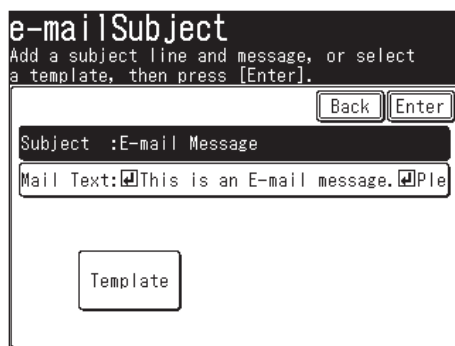 e-mailSubject
Add a subject line and message, or select
a template, then press [Enter].
Back Enter
Subject :E-mail Message
Mail Text:↵This is an E-mail message.↵Ple
Template